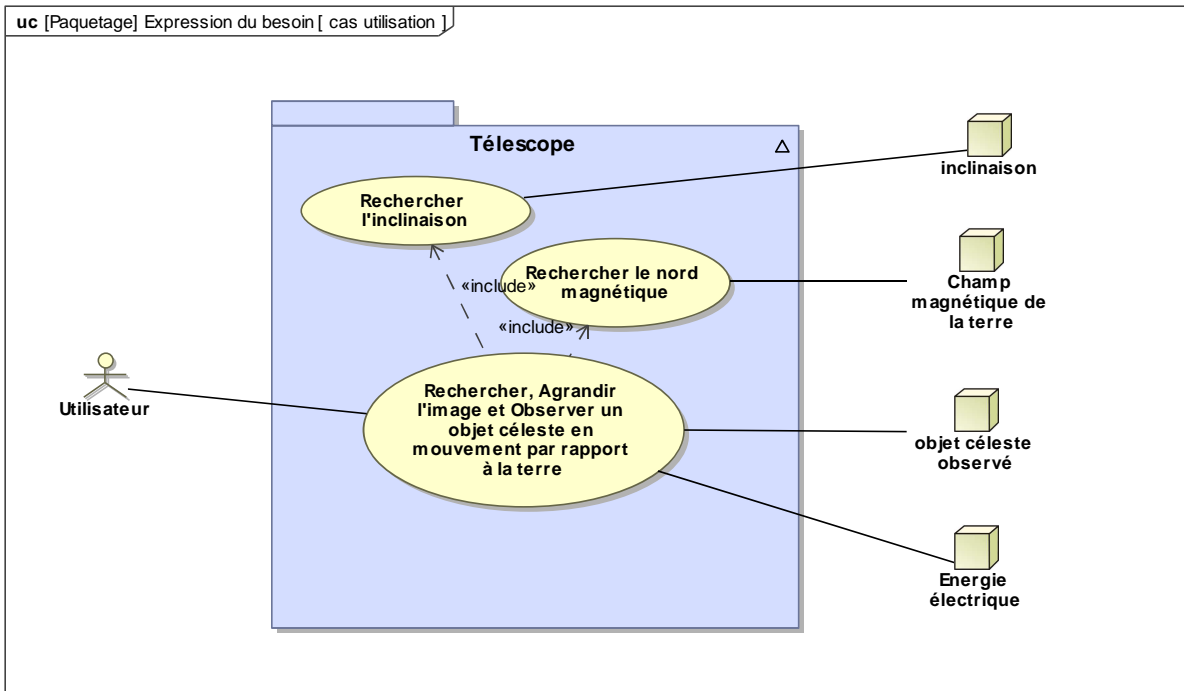 uc [Paquetage] Expression du besoin [ cas utilisation ]
Télescope
Rechercher
l'inclinaison
inclinaison
Rechercher le nord
magnétique
«include»
«include»
Champ
magnétique de
la terre
Utilisateur
Rechercher, Agrandir
l'image et Observer un
objet céleste en
mouvement par rapport
à la terre
objet céleste
observé
Energie
électrique